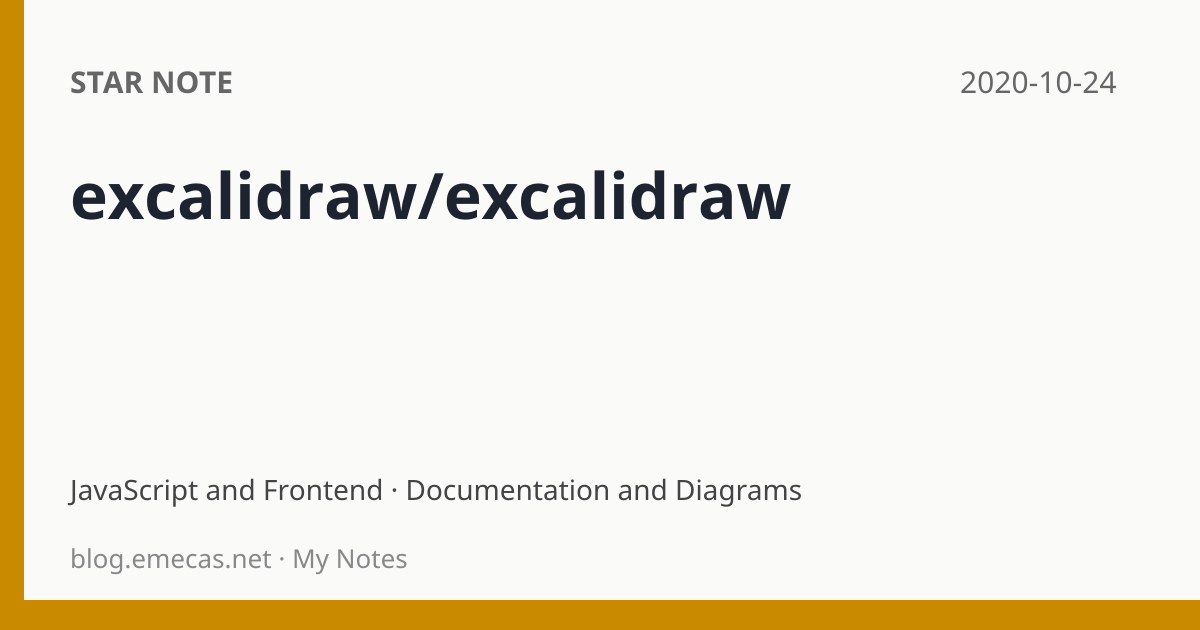 STAR NOTE
2020-10-24
excalidraw/excalidraw
JavaScript and Frontend · Documentation and Diagrams
blog.emecas.net · My Notes